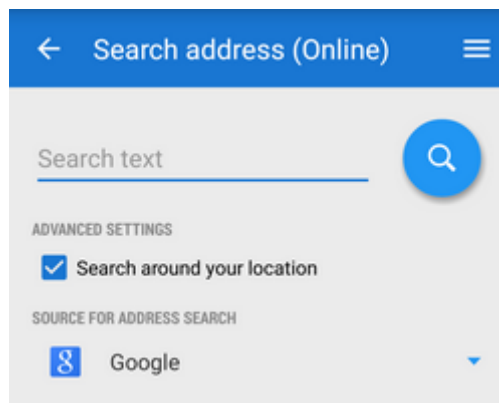 Search address (Online)
Search text
ADVANCED SETTINGS
Search around your location
SOURCE FOR ADDRESS SEARCH
8 Google